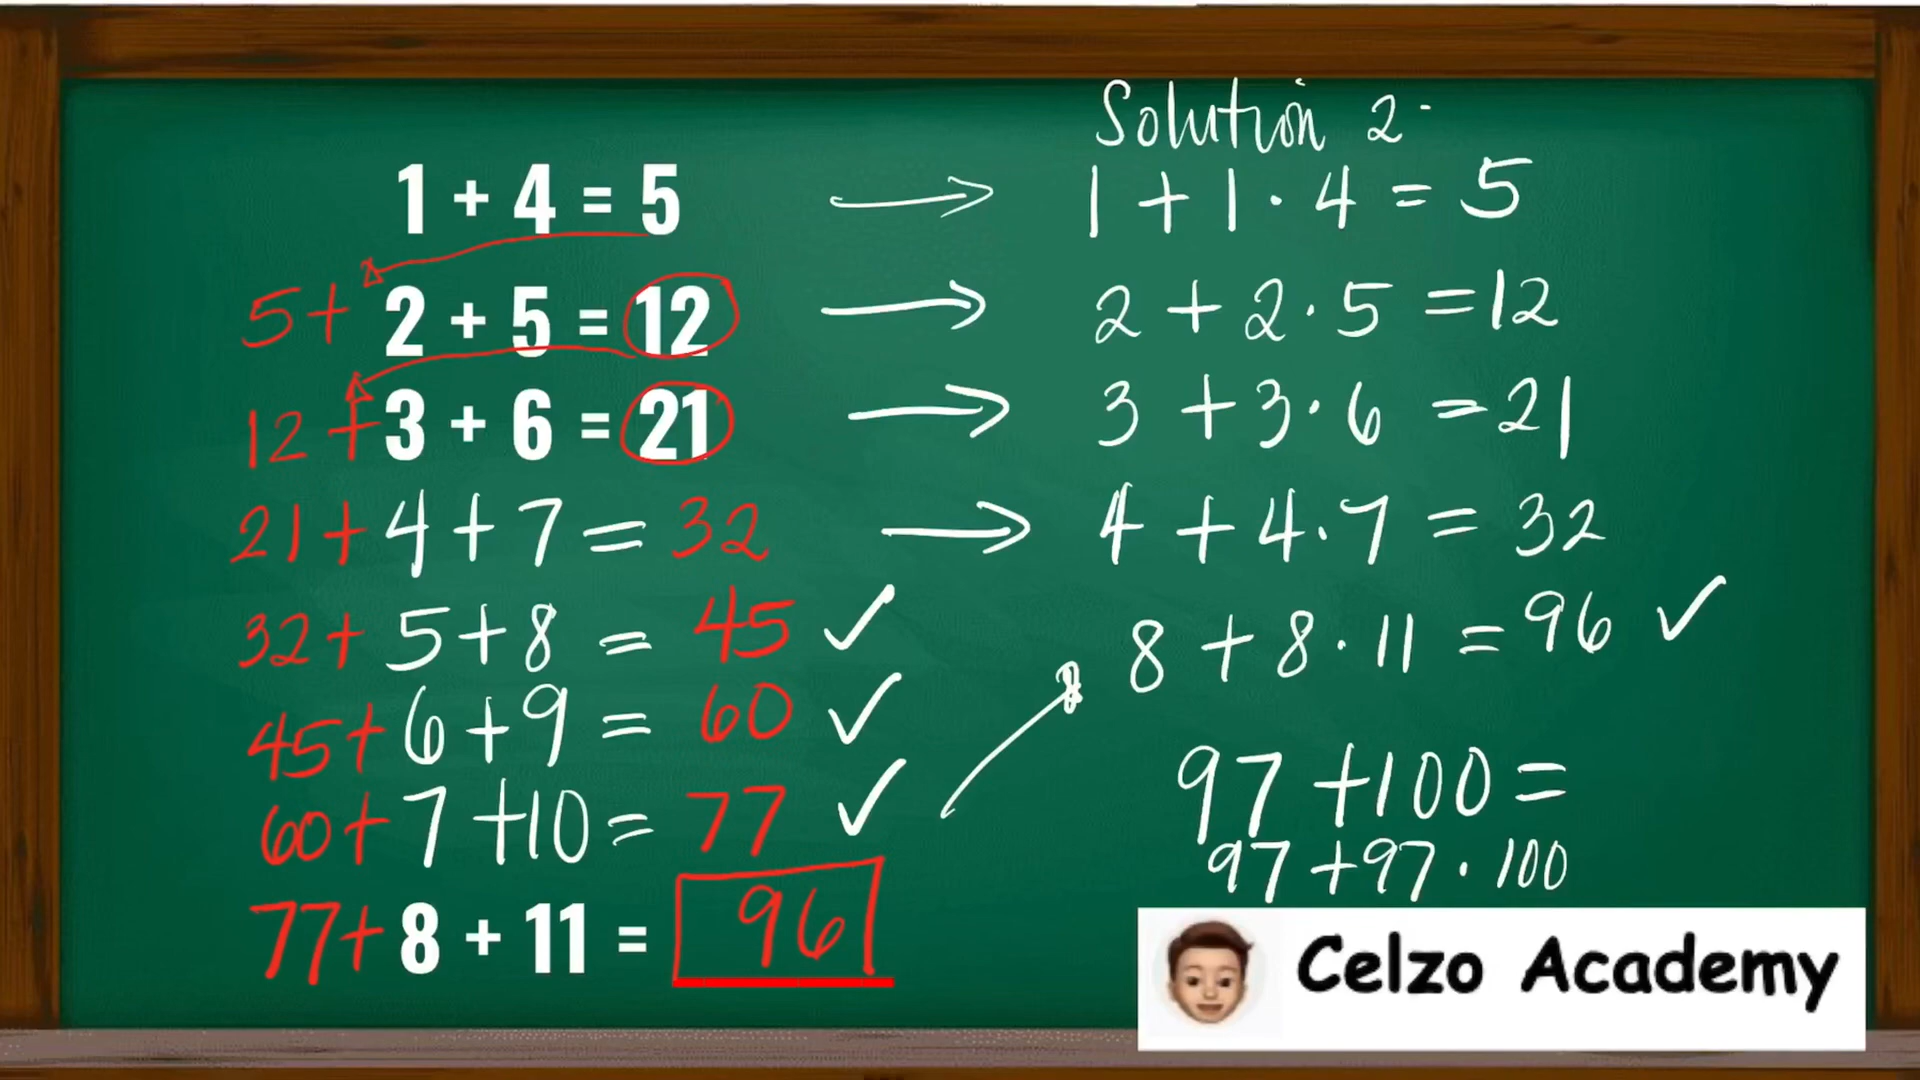 1 + 4 = 5
5+ 2 + 5 = 12
12 + 3 + 6 = 21
21 + 4 + 7 = 32
32 + 5 + 8 = 45 ✓
45 + 6 + 9 = 60 ✓
60 + 7 + 10 = 77 ✓
77 + 8 + 11 = 96
Solution 2
1 + 1 · 4 = 5
2 + 2 · 5 = 12
3 + 3 · 6 = 21
4 + 4 · 7 = 32
8 + 8 · 11 = 96 ✓
97 + 100 =
97 + 97 · 100
Celzo Academy